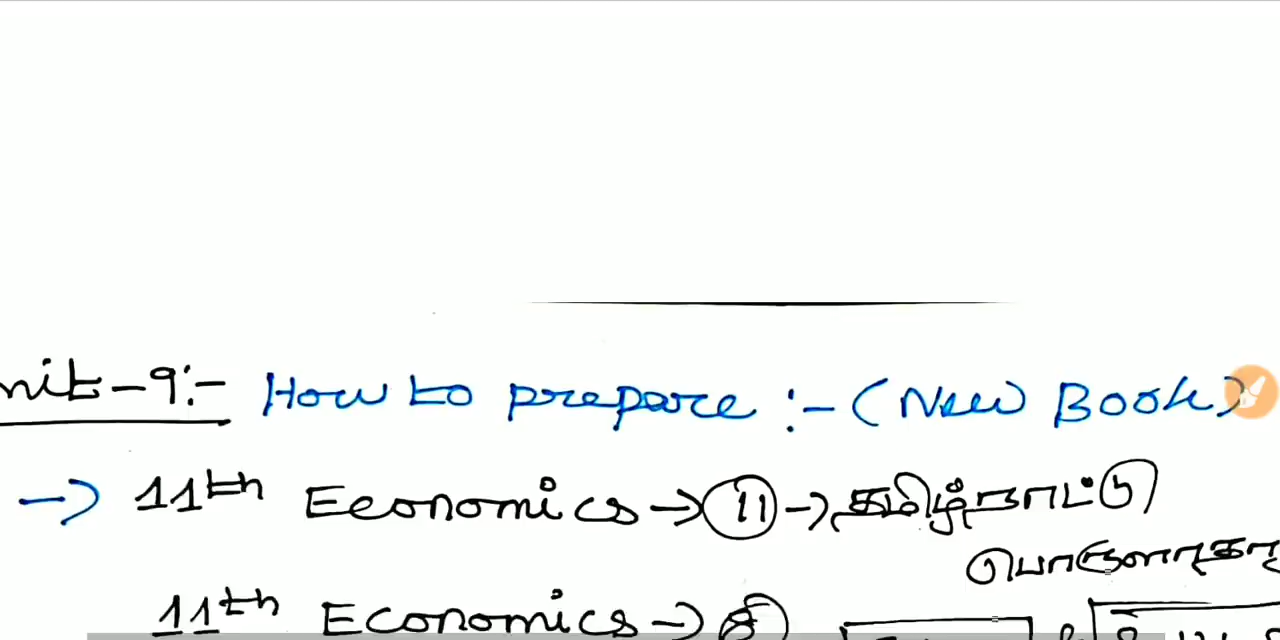 nit-9:- How to prepare :- (New Book)
-> 11th Economics -> 11 -> தமிழ்நாட்டு
பொருளாதா
11th Economics ->